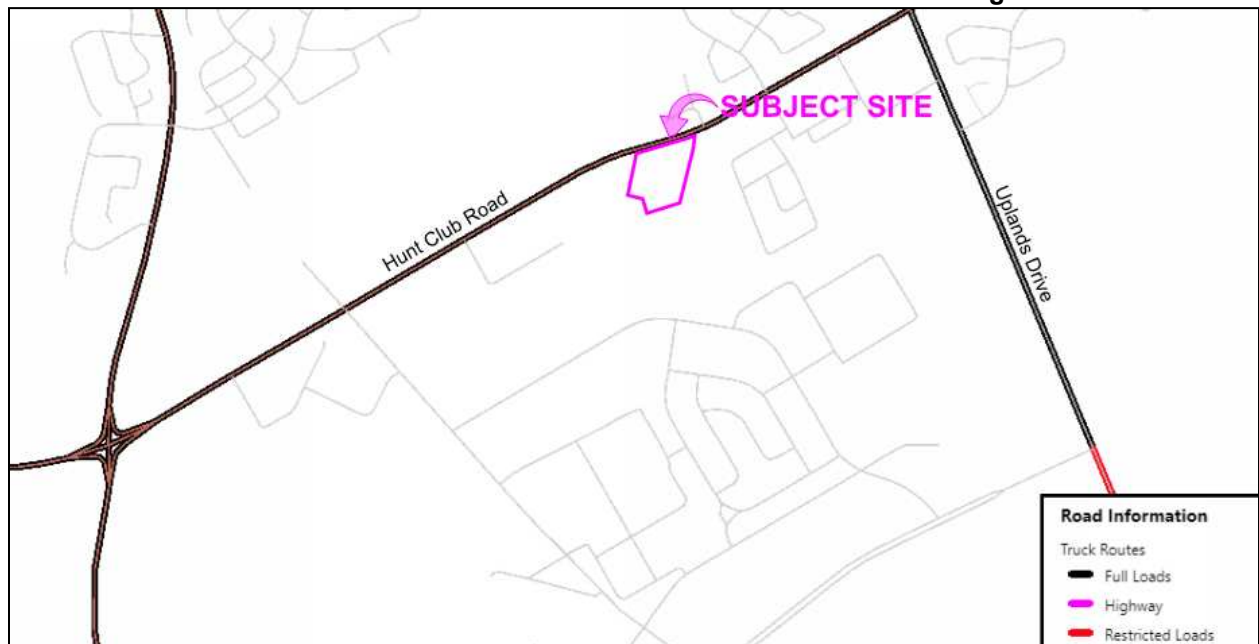 SUBJECT SITE
Hunt Club Road
Uplands Drive
Road Information
Truck Routes
Full Loads
Highway
Restricted Loads